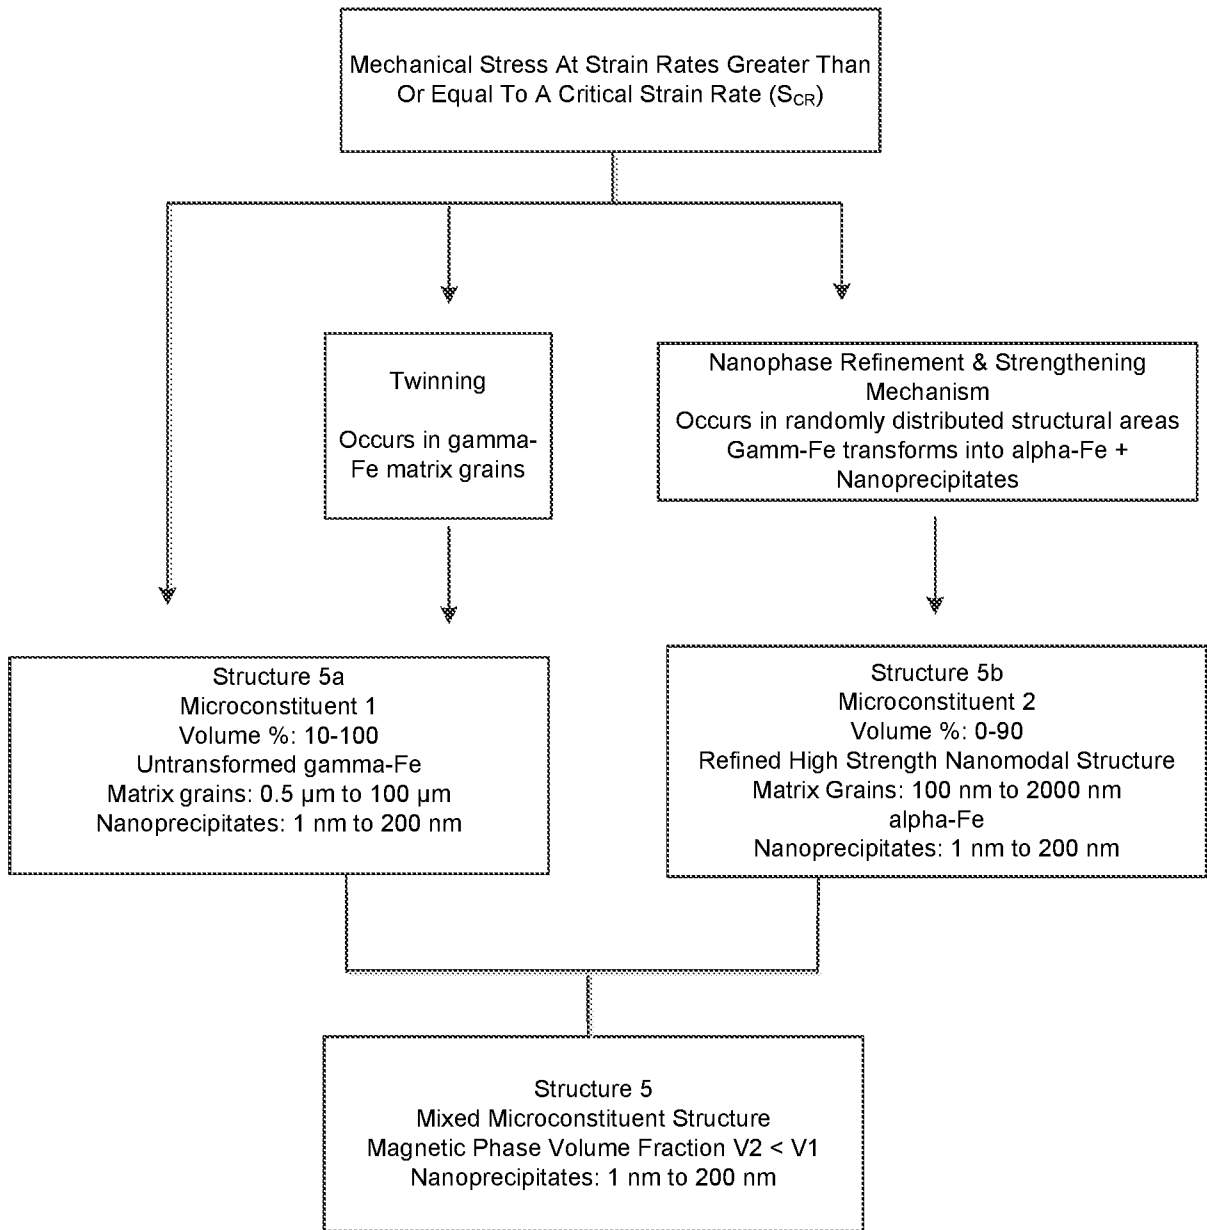 Mechanical Stress At Strain Rates Greater Than
Or Equal To A Critical Strain Rate (SCR)
Twinning
Occurs in gamma-
Fe matrix grains
Nanophase Refinement & Strengthening
Mechanism
Occurs in randomly distributed structural areas
Gamm-Fe transforms into alpha-Fe +
Nanoprecipitates
Structure 5a
Microconstituent 1
Volume %: 10-100
Untransformed gamma-Fe
Matrix grains: 0.5 µm to 100 µm
Nanoprecipitates: 1 nm to 200 nm
Structure 5b
Microconstituent 2
Volume %: 0-90
Refined High Strength Nanomodal Structure
Matrix Grains: 100 nm to 2000 nm
alpha-Fe
Nanoprecipitates: 1 nm to 200 nm
Structure 5
Mixed Microconstituent Structure
Magnetic Phase Volume Fraction V2 < V1
Nanoprecipitates: 1 nm to 200 nm